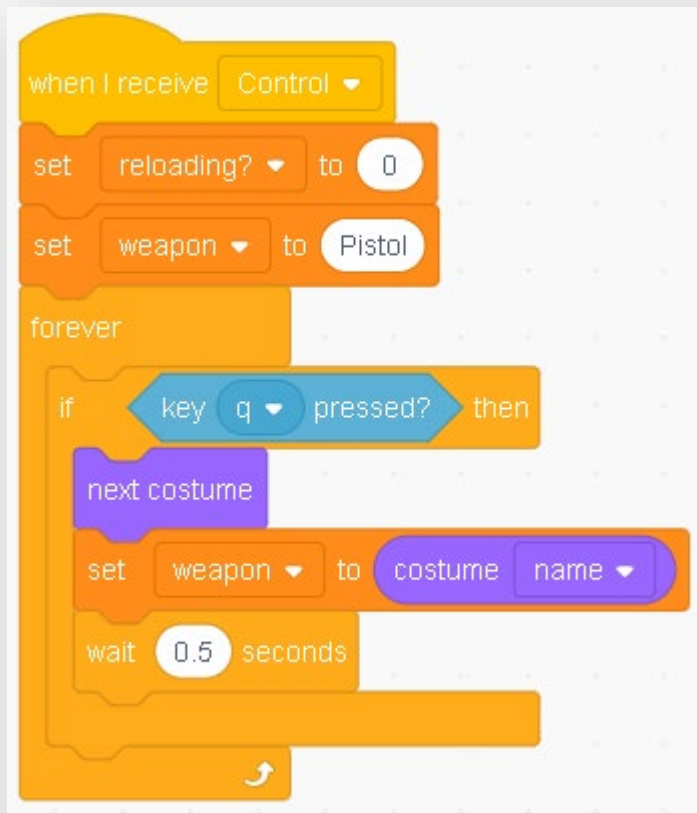 when I receive Control
set reloading? to 0
set weapon to Pistol
forever
if key q pressed? then
next costume
set weapon to costume name
wait 0.5 seconds